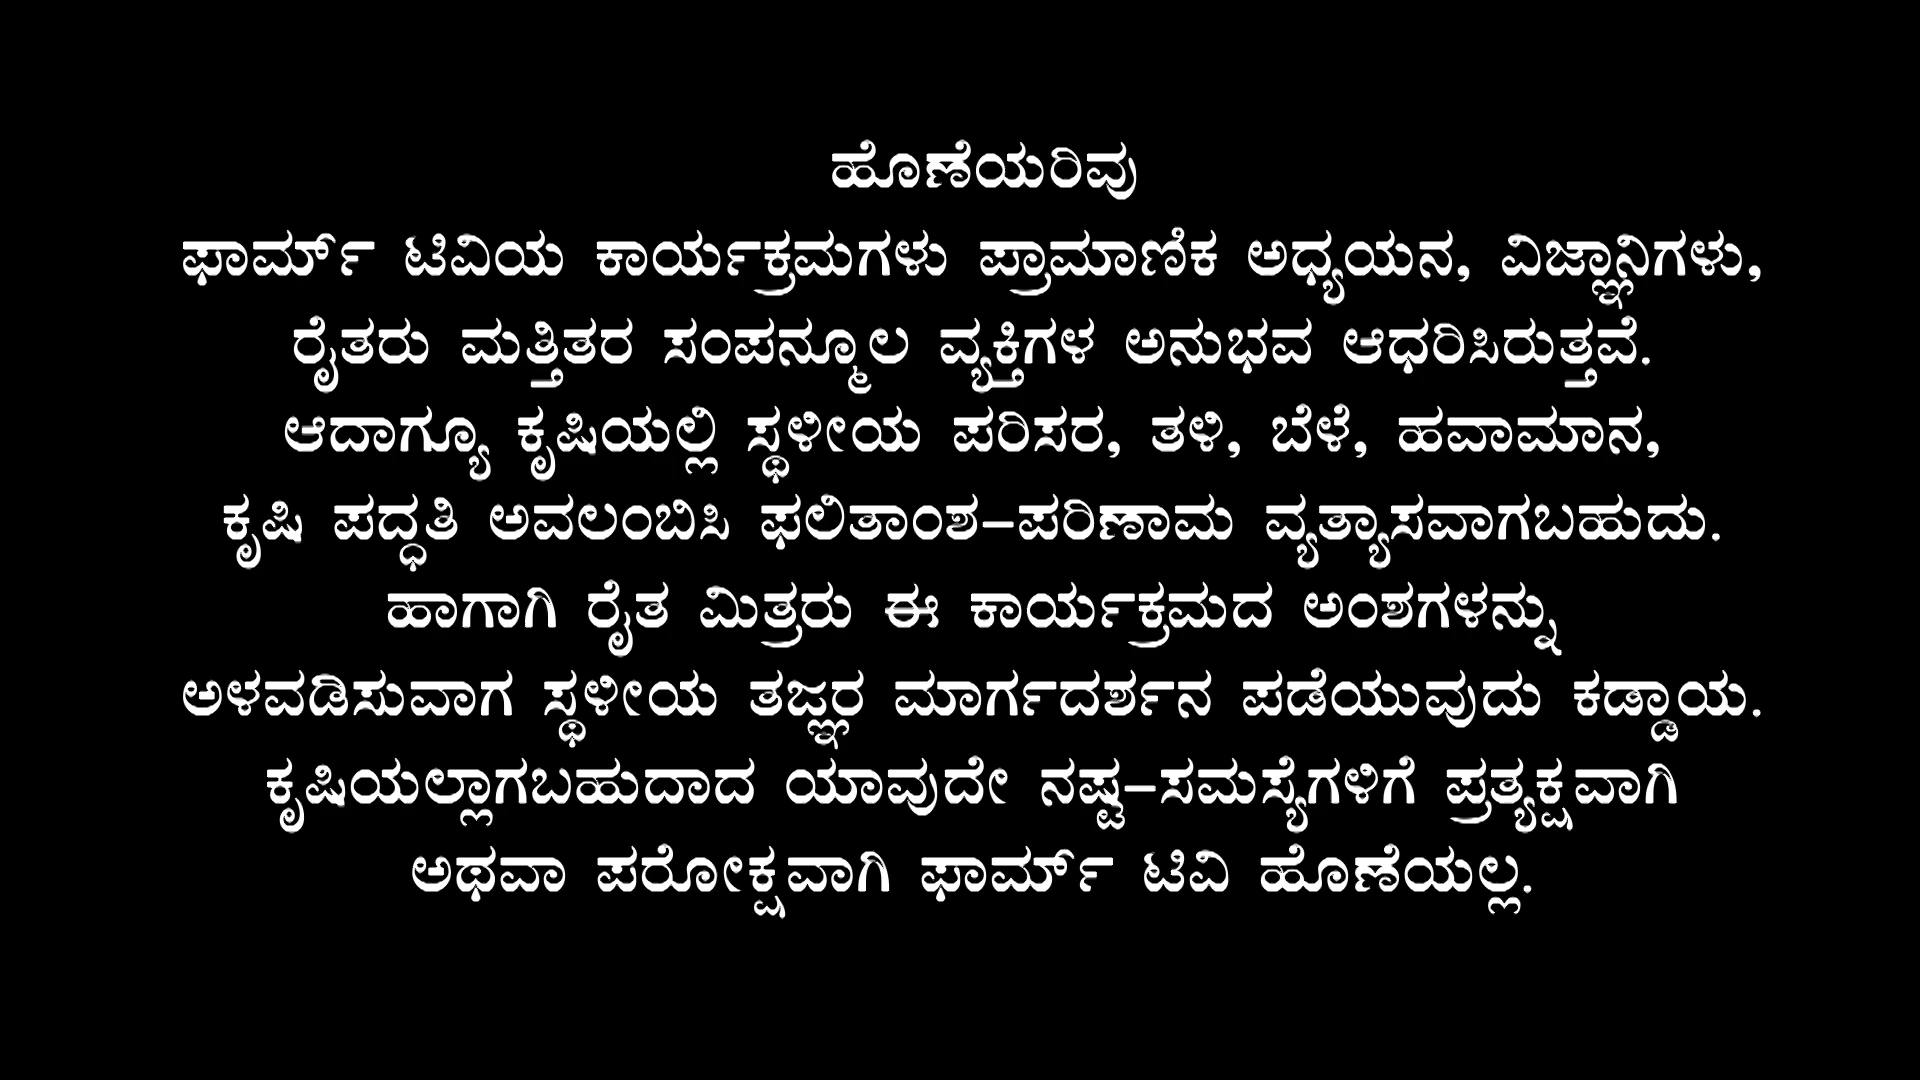 ಹೊಣೆಯರಿವು
ಫಾರ್ಮ್ ಟಿವಿಯ ಕಾರ್ಯಕ್ರಮಗಳು ಪ್ರಾಮಾಣಿಕ ಅಧ್ಯಯನ, ವಿಜ್ಞಾನಿಗಳು,
ರೈತರು ಮತ್ತಿತರ ಸಂಪನ್ಮೂಲ ವ್ಯಕ್ತಿಗಳ ಅನುಭವ ಆಧರಿಸಿರುತ್ತವೆ.
ಆದಾಗ್ಯೂ ಕೃಷಿಯಲ್ಲಿ ಸ್ಥಳೀಯ ಪರಿಸರ, ತಳಿ, ಬೆಳೆ, ಹವಾಮಾನ,
ಕೃಷಿ ಪದ್ಧತಿ ಅವಲಂಬಿಸಿ ಫಲಿತಾಂಶ-ಪರಿಣಾಮ ವ್ಯತ್ಯಾಸವಾಗಬಹುದು.
ಹಾಗಾಗಿ ರೈತ ಮಿತ್ರರು ಈ ಕಾರ್ಯಕ್ರಮದ ಅಂಶಗಳನ್ನು
ಅಳವಡಿಸುವಾಗ ಸ್ಥಳೀಯ ತಜ್ಞರ ಮಾರ್ಗದರ್ಶನ ಪಡೆಯುವುದು ಕಡ್ಡಾಯ.
ಕೃಷಿಯಲ್ಲಾಗಬಹುದಾದ ಯಾವುದೇ ನಷ್ಟ-ಸಮಸ್ಯೆಗಳಿಗೆ ಪ್ರತ್ಯಕ್ಷವಾಗಿ
ಅಥವಾ ಪರೋಕ್ಷವಾಗಿ ಫಾರ್ಮ್ ಟಿವಿ ಹೊಣೆಯಲ್ಲ.